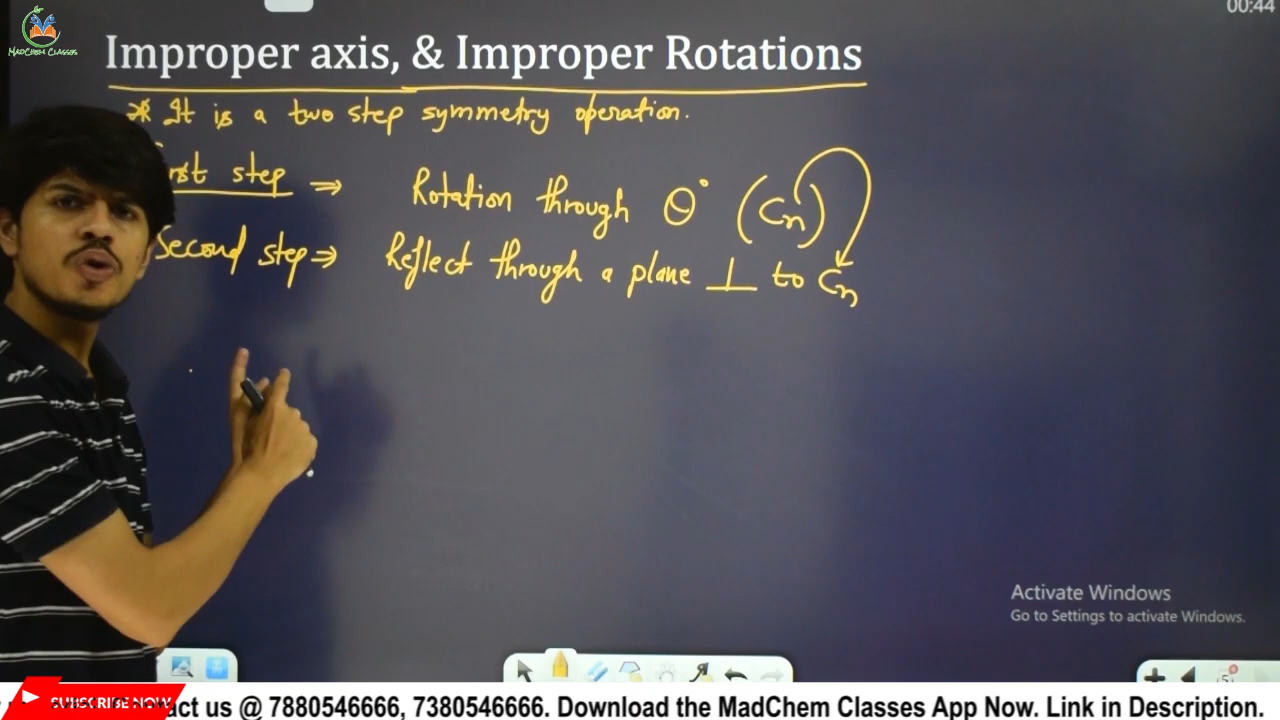 00:44
MADCHEM CLASSES
Improper axis, & Improper Rotations
* It is a two step symmetry operation.
step ⇒ Rotation through θ° (Cn)
Second step ⇒ Reflect through a plane ⊥ to Cn
Activate Windows
Go to Settings to activate Windows.
SUBSCRIBE NOW
act us @ 7880546666, 7380546666. Download the MadChem Classes App Now. Link in Description.